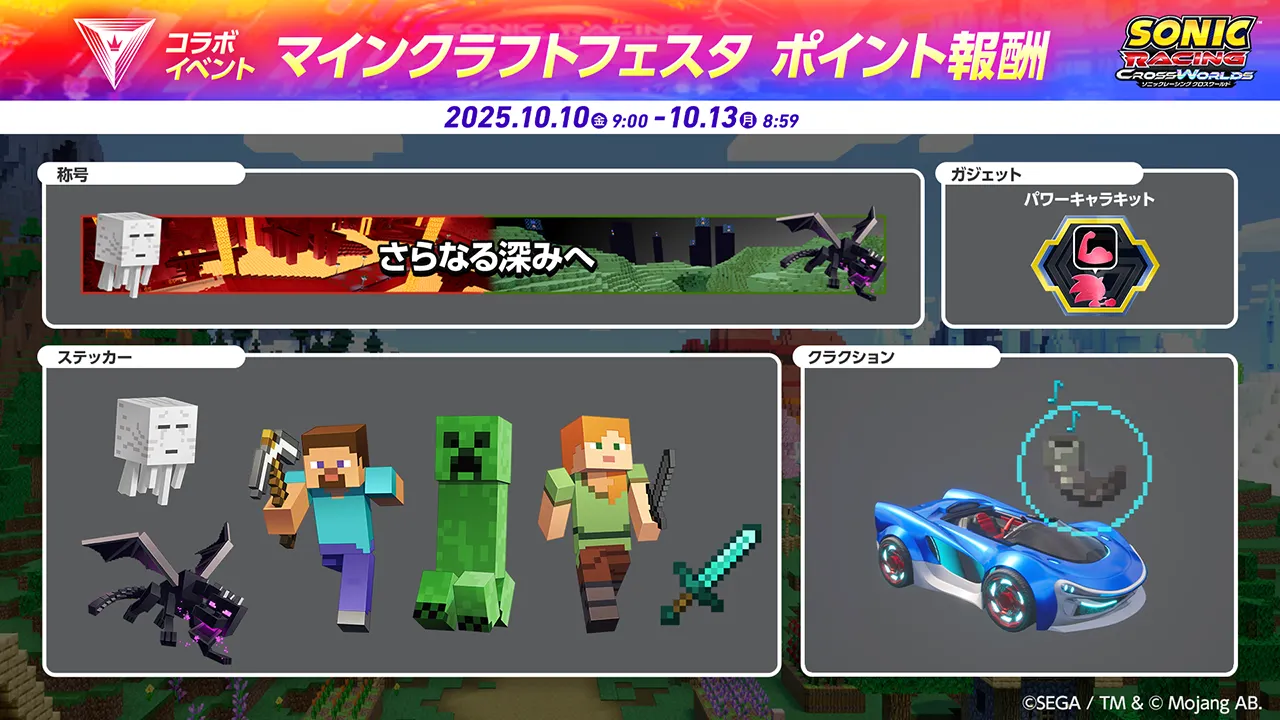 コラボ
イベント
マインクラフトフェスタ ポイント報酬
SONIC
RACING
CROSSWORLDS
ソニックレーシング クロスワールド
2025.10.10金 9:00 - 10.13月 8:59
称号
さらなる深みへ
ガジェット
パワーキャラキット
ステッカー
クラクション
©SEGA / TM & © Mojang AB.